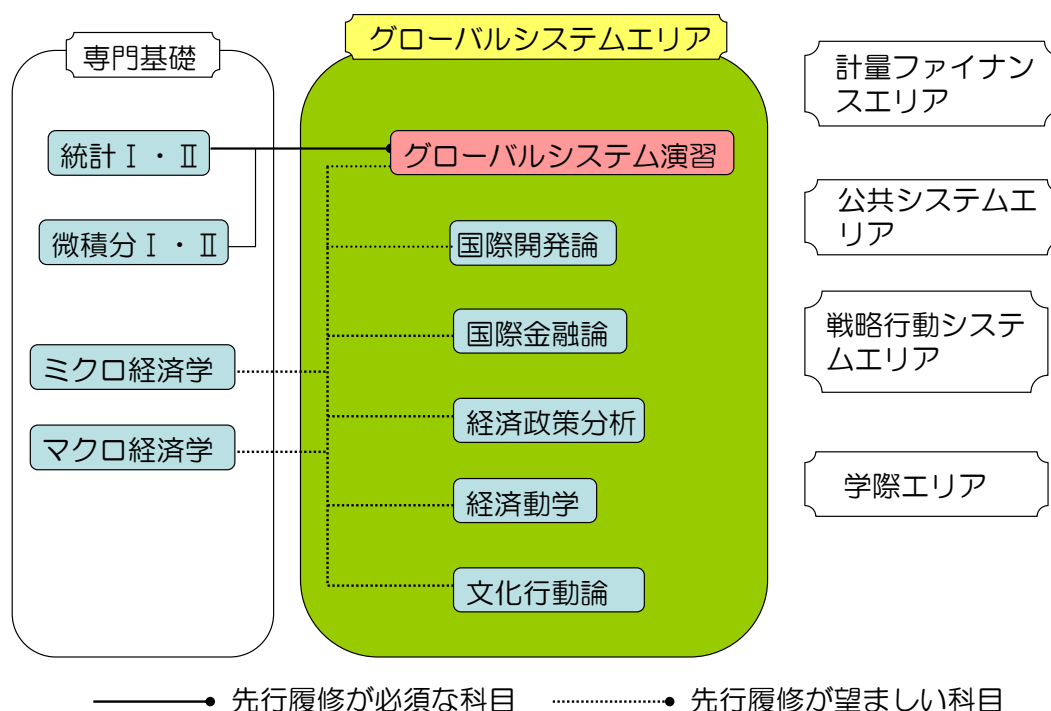 専門基礎
統計Ⅰ・Ⅱ
微積分Ⅰ・Ⅱ
ミクロ経済学
マクロ経済学
グローバルシステムエリア
グローバルシステム演習
国際開発論
国際金融論
経済政策分析
経済動学
文化行動論
計量ファイナン
スエリア
公共システムエ
リア
戦略行動システ
ムエリア
学際エリア
先行履修が必須な科目
先行履修が望ましい科目